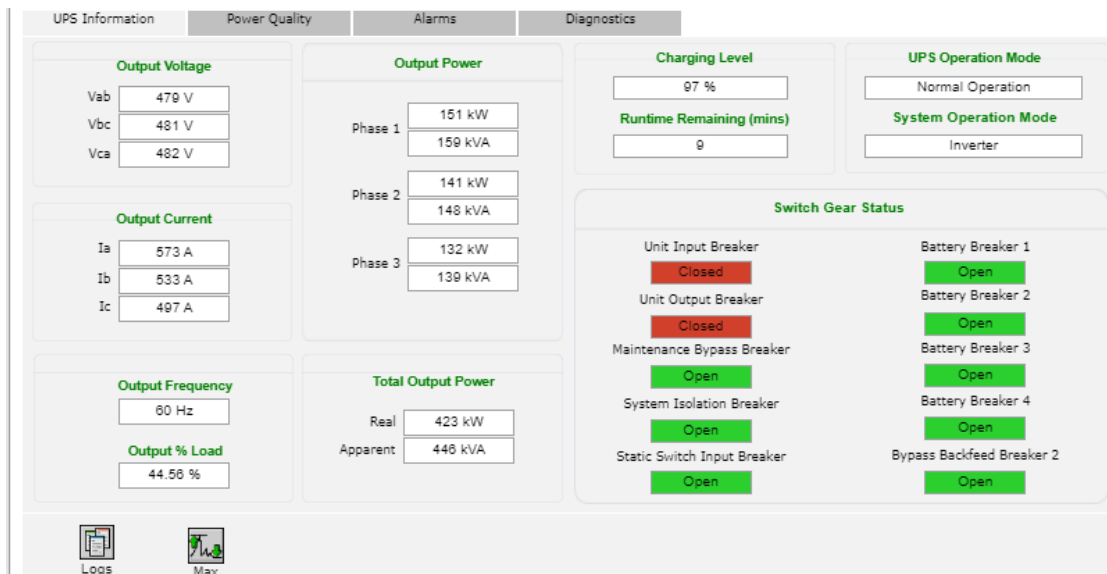 UPS Information
Power Quality
Alarms
Diagnostics
Output Voltage
Vab 479 V
Vbc 481 V
Vca 482 V
Output Current
Ia 573 A
Ib 533 A
Ic 497 A
Output Frequency
60 Hz
Output % Load
44.56 %
Output Power
Phase 1
151 kW
159 kVA
Phase 2
141 kW
148 kVA
Phase 3
132 kW
139 kVA
Total Output Power
Real 423 kW
Apparent 446 kVA
Charging Level
97 %
Runtime Remaining (mins)
9
UPS Operation Mode
Normal Operation
System Operation Mode
Inverter
Switch Gear Status
Unit Input Breaker
Closed
Unit Output Breaker
Closed
Maintenance Bypass Breaker
Open
System Isolation Breaker
Open
Static Switch Input Breaker
Open
Battery Breaker 1
Open
Battery Breaker 2
Open
Battery Breaker 3
Open
Battery Breaker 4
Open
Bypass Backfeed Breaker 2
Open
Logs
Max